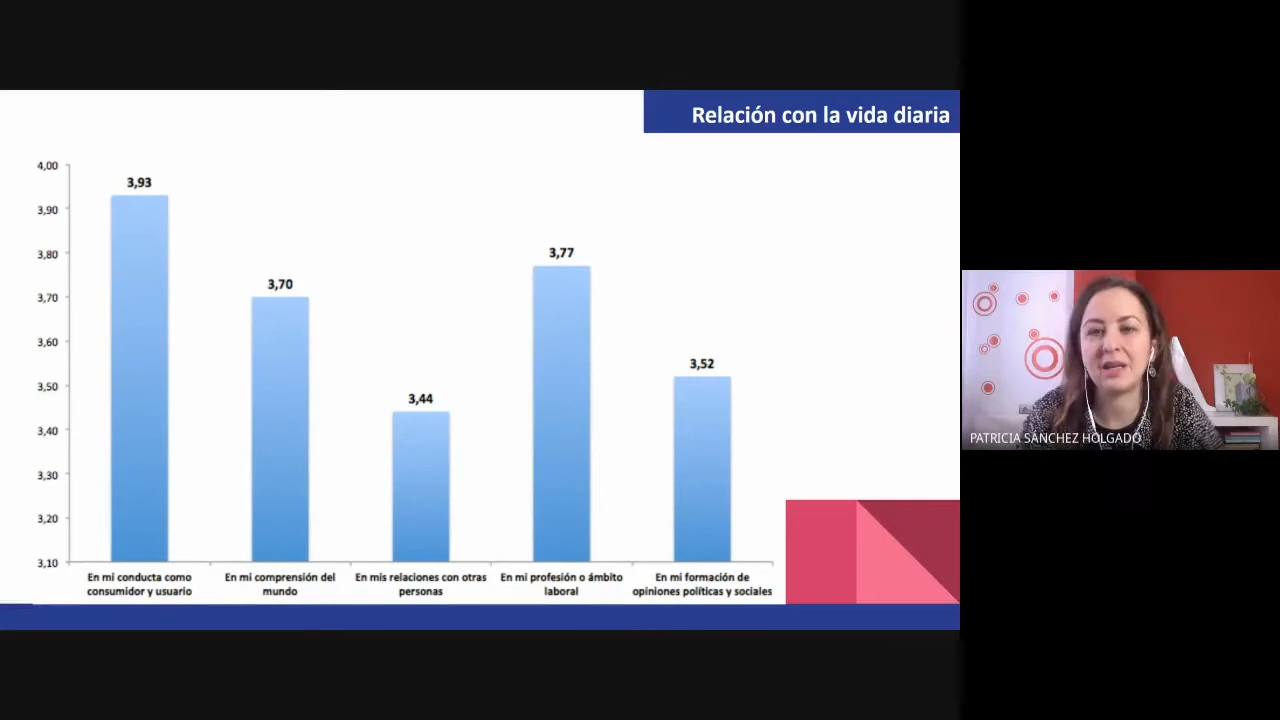 Relación con la vida diaria
4,00
3,90
3,80
3,70
3,60
3,50
3,40
3,30
3,20
3,10
3,93
3,70
3,44
3,77
3,52
En mi conducta como
consumidor y usuario
En mi comprensión del
mundo
En mis relaciones con otras
personas
En mi profesión o ámbito
laboral
En mi formación de
opiniones políticas y sociales
PATRICIA SÁNCHEZ HOLGADO